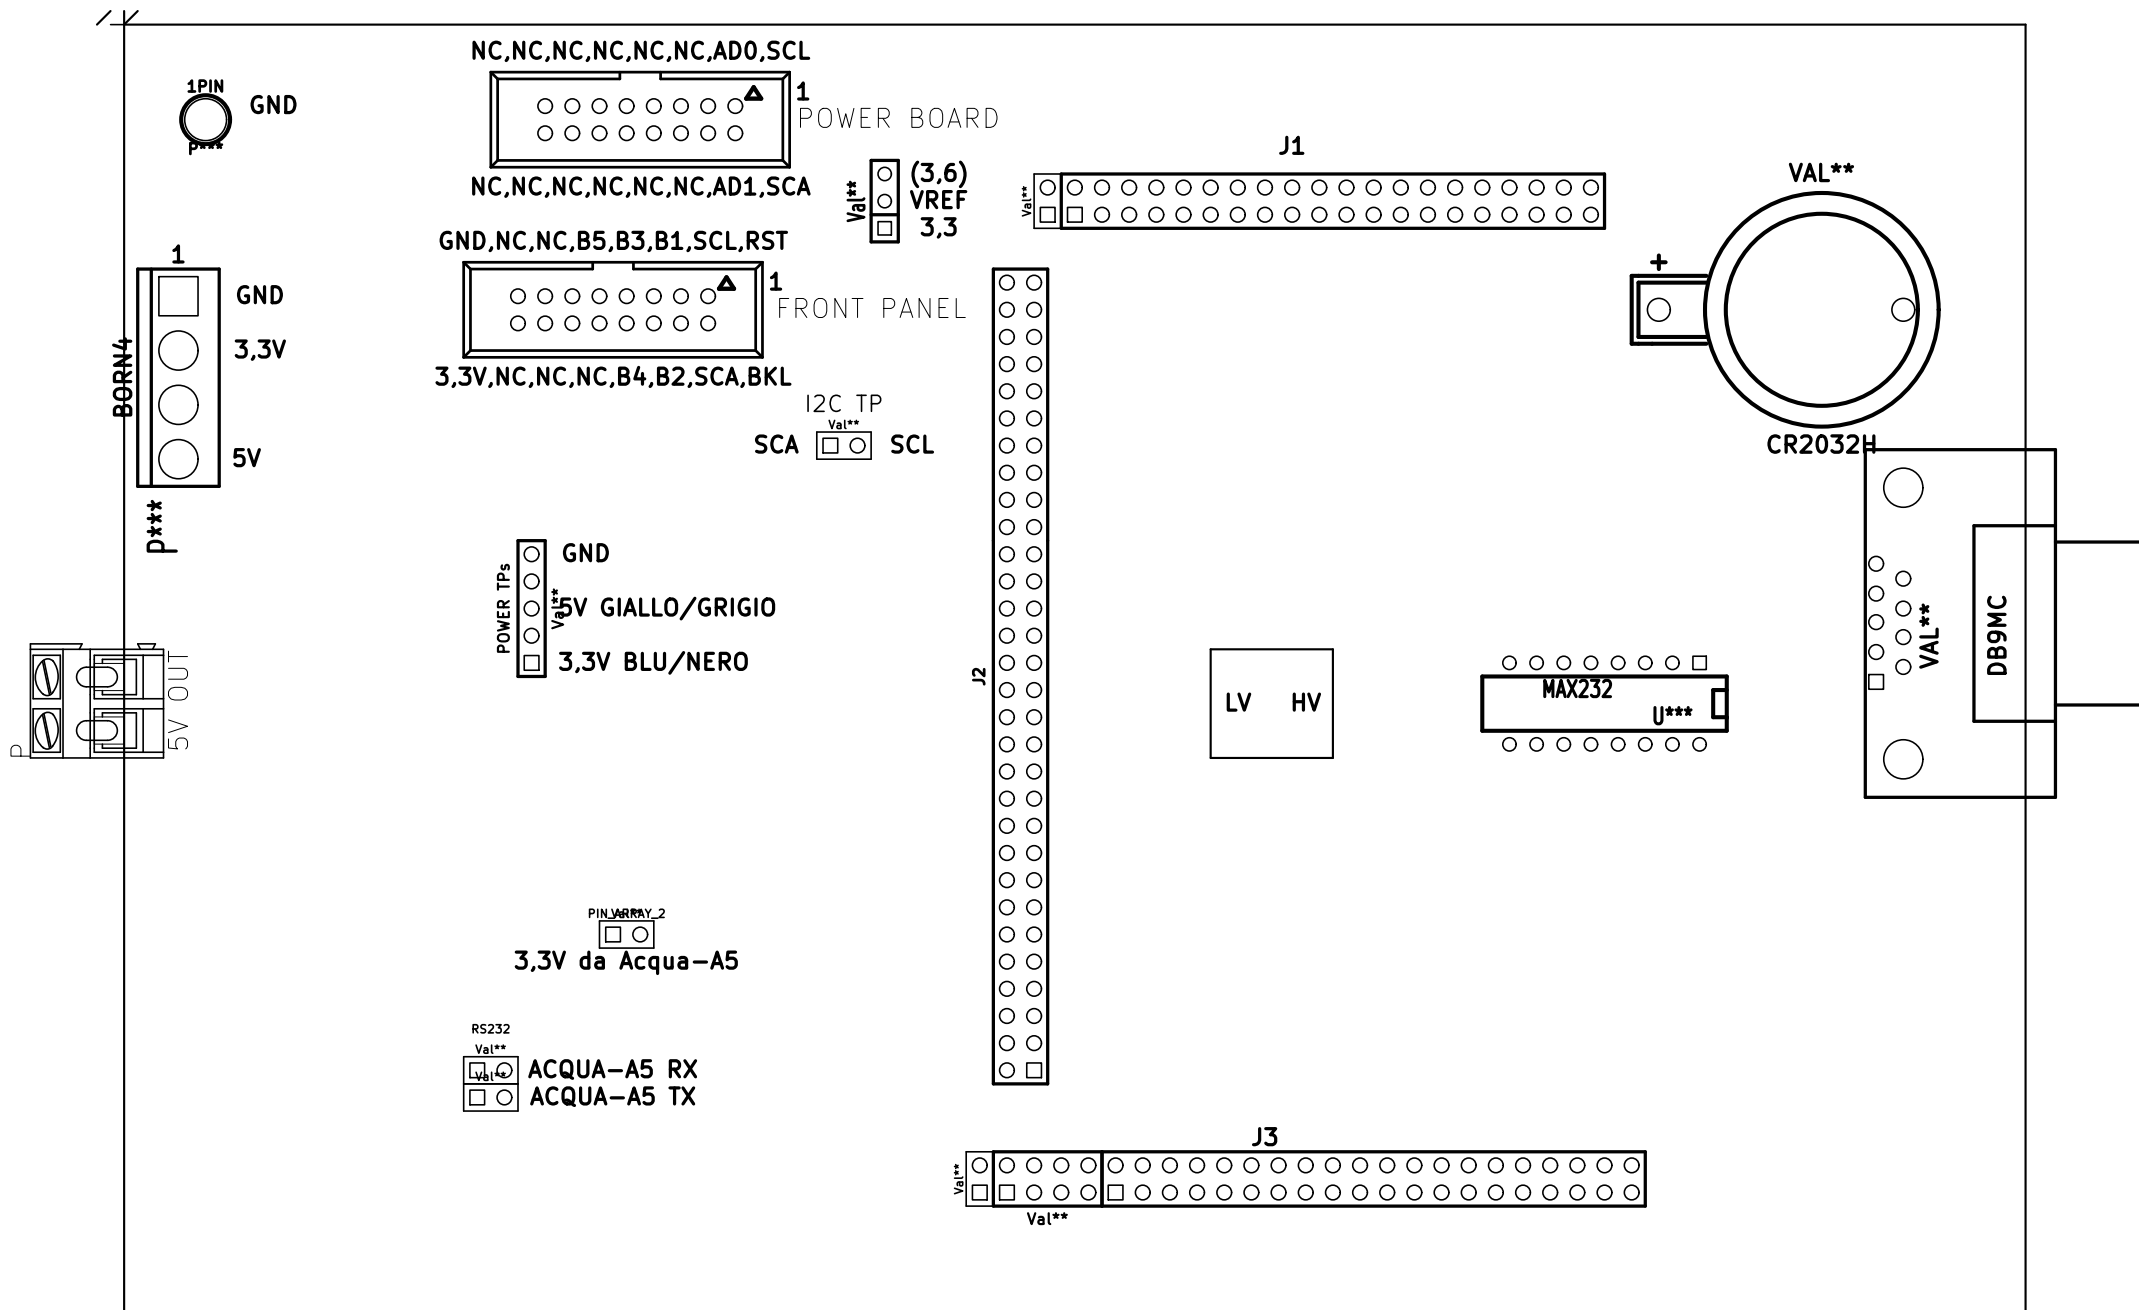 NC,NC,NC,NC,NC,NC,AD0,SCL
1PIN
GND
P***
1
POWER BOARD
NC,NC,NC,NC,NC,NC,AD1,SCA
Val**
(3,6)
VREF
3,3
J1
Val**
VAL**
+
CR2032H
GND,NC,NC,B5,B3,B1,SCL,RST
1
FRONT PANEL
3,3V,NC,NC,NC,B4,B2,SCA,BKL
1
GND
3,3V
5V
BORN4
P***
I2C TP
Val**
SCA
SCL
POWER TPs
Val**
GND
5V GIALLO/GRIGIO
3,3V BLU/NERO
P
5V OUT
J2
LV
HV
MAX232
U***
VAL**
DB9MC
PIN_ARRAY_2
Val**
3,3V da Acqua-A5
RS232
Val**
ACQUA-A5 RX
Val**
ACQUA-A5 TX
J3
Val**
Val**